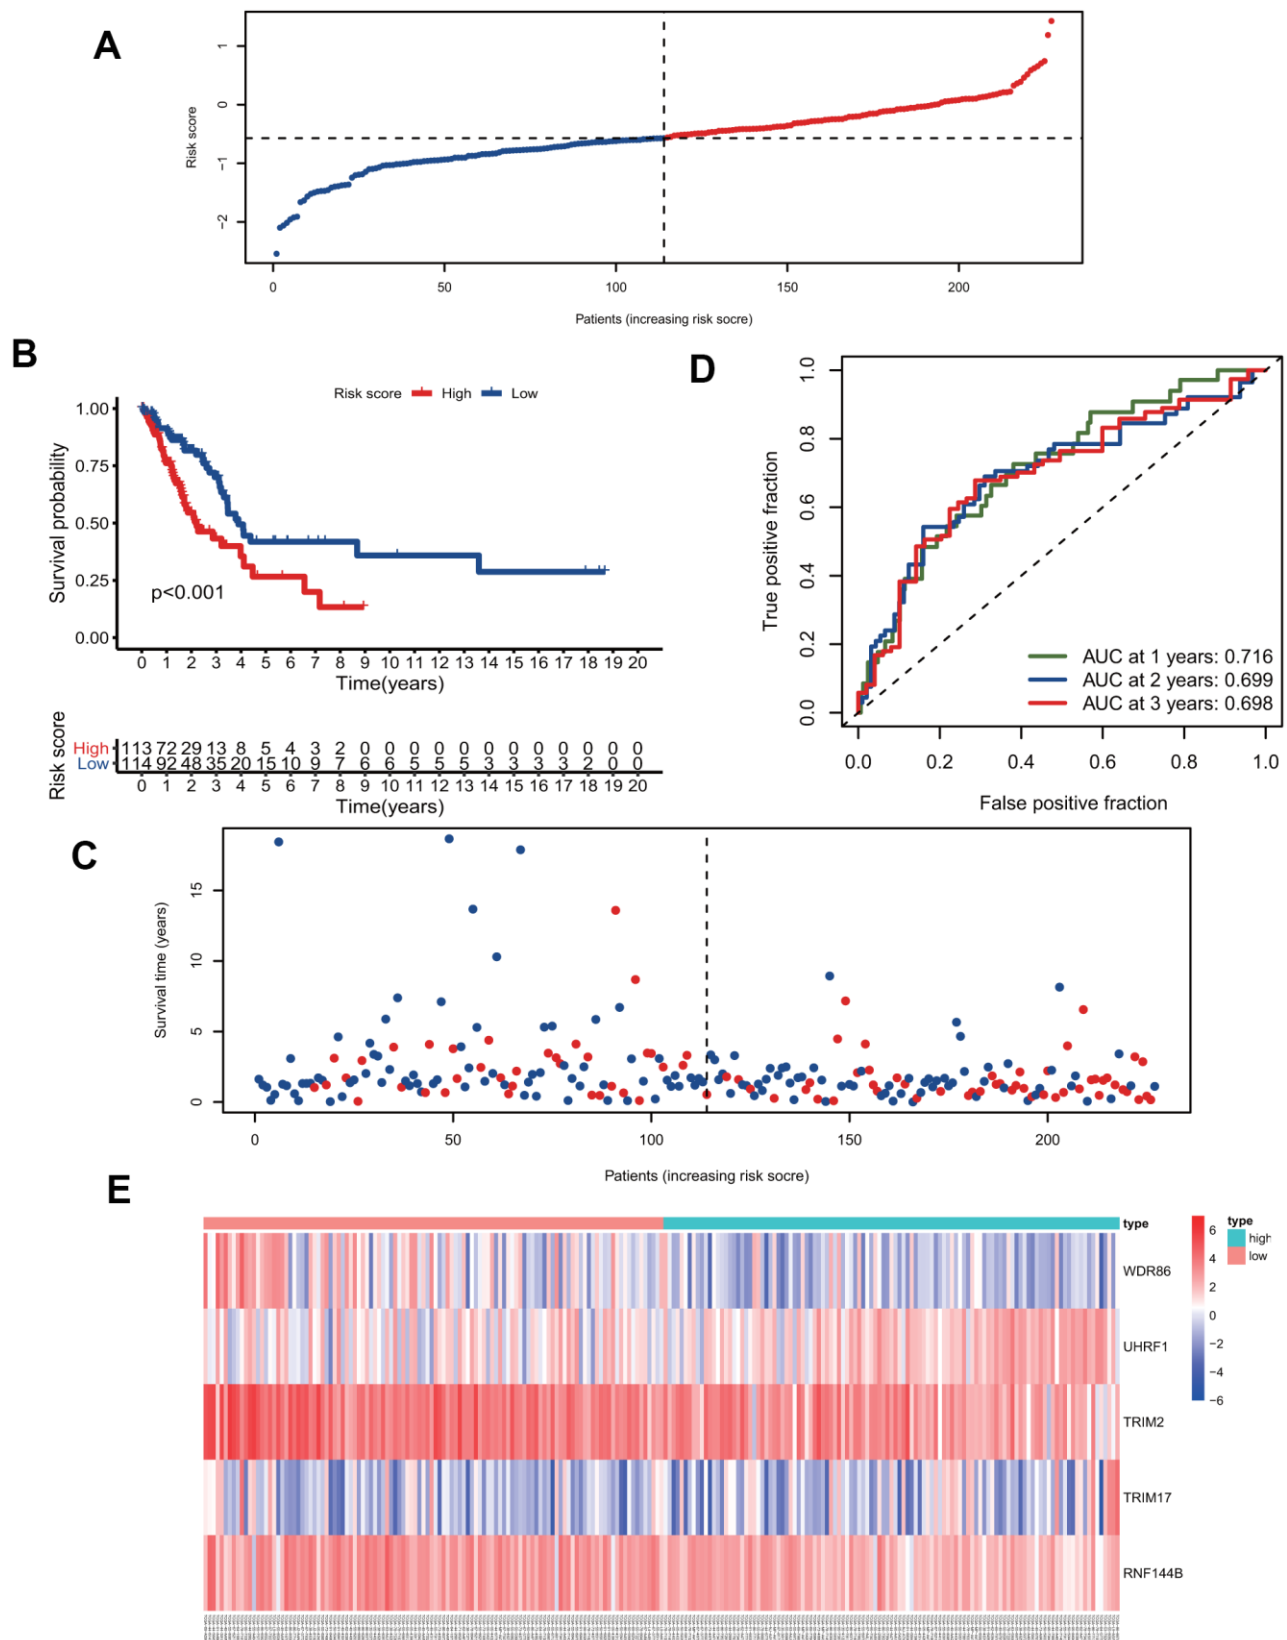 A
1
0
−1
−2
Risk score
0 50 100 150 200
Patients (increasing risk socre)
B
Risk score High Low
1.00
0.75
0.50
0.25
0.00
Survival probability
p<0.001
0 1 2 3 4 5 6 7 8 9 10 11 12 13 14 15 16 17 18 19 20
Time(years)
Risk score
High 113 72 29 13 8 5 4 3 2 0 0 0 0 0 0 0 0 0 0 0 0
Low 114 92 48 35 20 15 10 9 7 6 6 5 5 5 3 3 3 3 2 0 0
0 1 2 3 4 5 6 7 8 9 10 11 12 13 14 15 16 17 18 19 20
Time(years)
D
1.0
0.8
0.6
0.4
0.2
0.0
True positive fraction
AUC at 1 years: 0.716
AUC at 2 years: 0.699
AUC at 3 years: 0.698
0.0 0.2 0.4 0.6 0.8 1.0
False positive fraction
C
15
10
5
0
Survival time (years)
0 50 100 150 200
Patients (increasing risk socre)
E
type
WDR86
UHRF1
TRIM2
TRIM17
RNF144B
6
4
2
0
−2
−4
−6
type
high
low